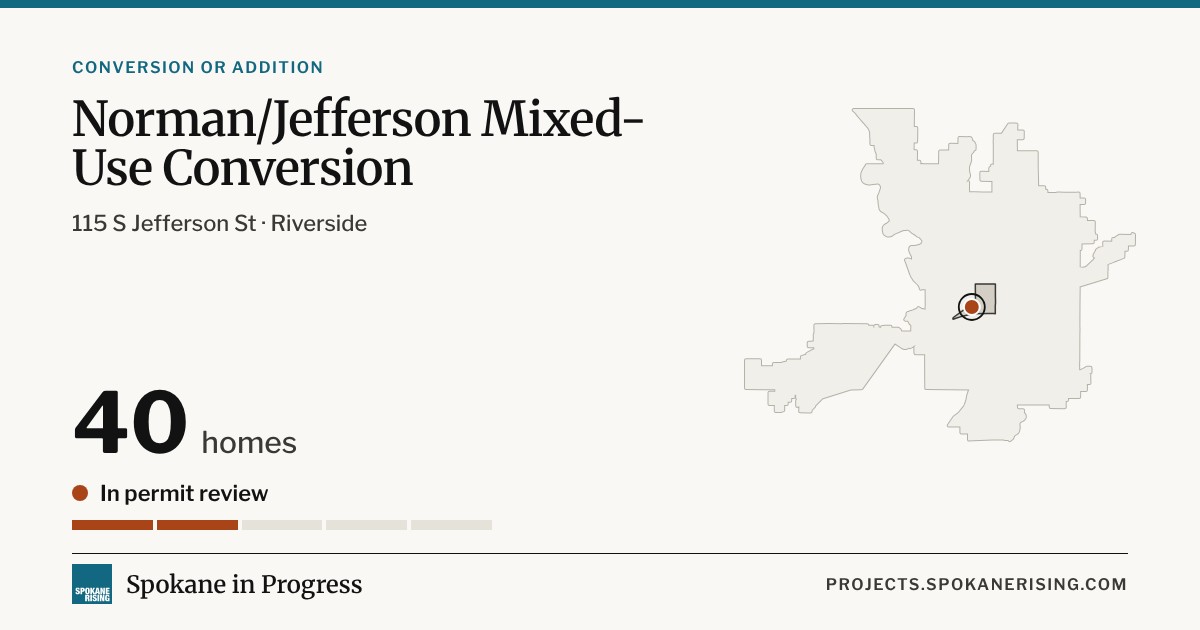 CONVERSION OR ADDITION
Norman/Jefferson Mixed-
Use Conversion
115 S Jefferson St · Riverside
40 homes
In permit review
SPOKANE
RISING
Spokane in Progress
PROJECTS.SPOKANERISING.COM